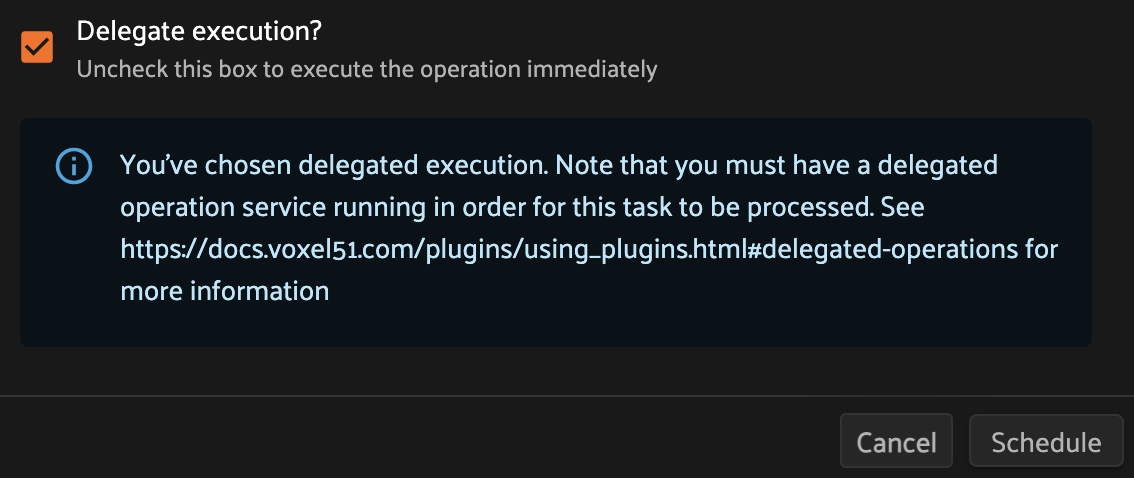 Delegate execution?
Uncheck this box to execute the operation immediately
You've chosen delegated execution. Note that you must have a delegated
operation service running in order for this task to be processed. See
https://docs.voxel51.com/plugins/using_plugins.html#delegated-operations for
more information
Cancel
Schedule